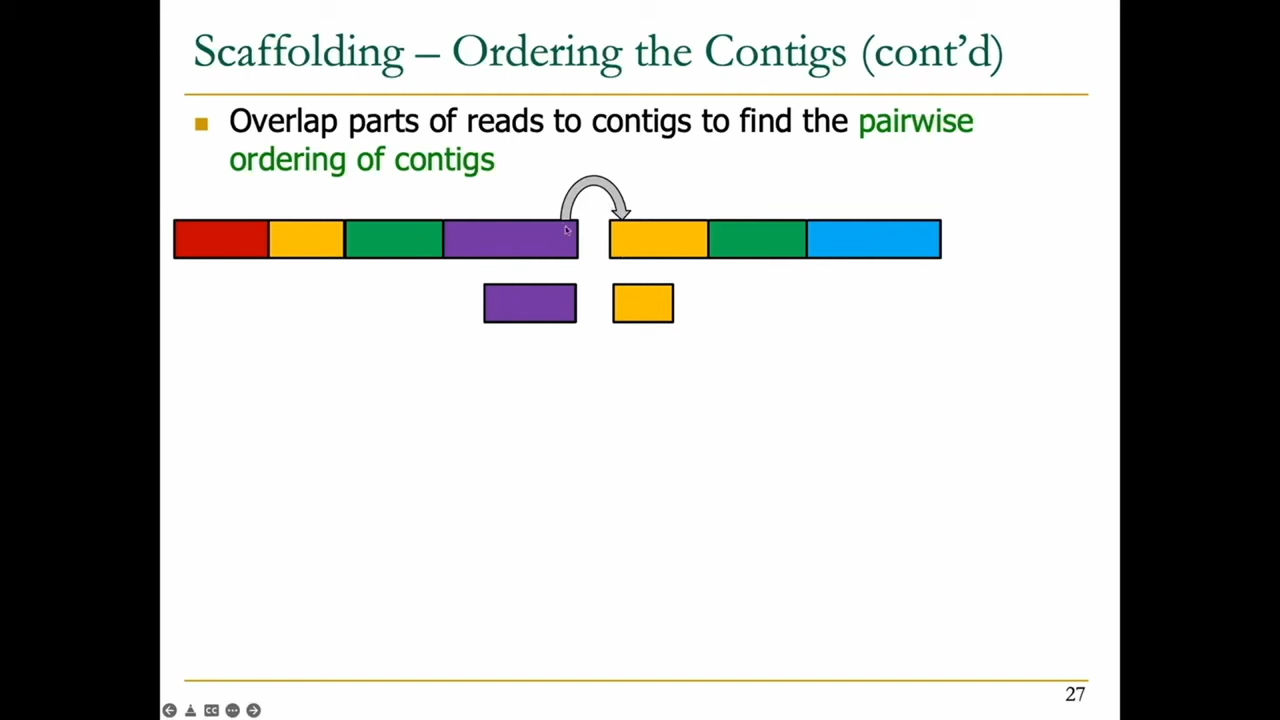 Scaffolding – Ordering the Contigs (cont’d)
Overlap parts of reads to contigs to find the pairwise
ordering of contigs
27
CC